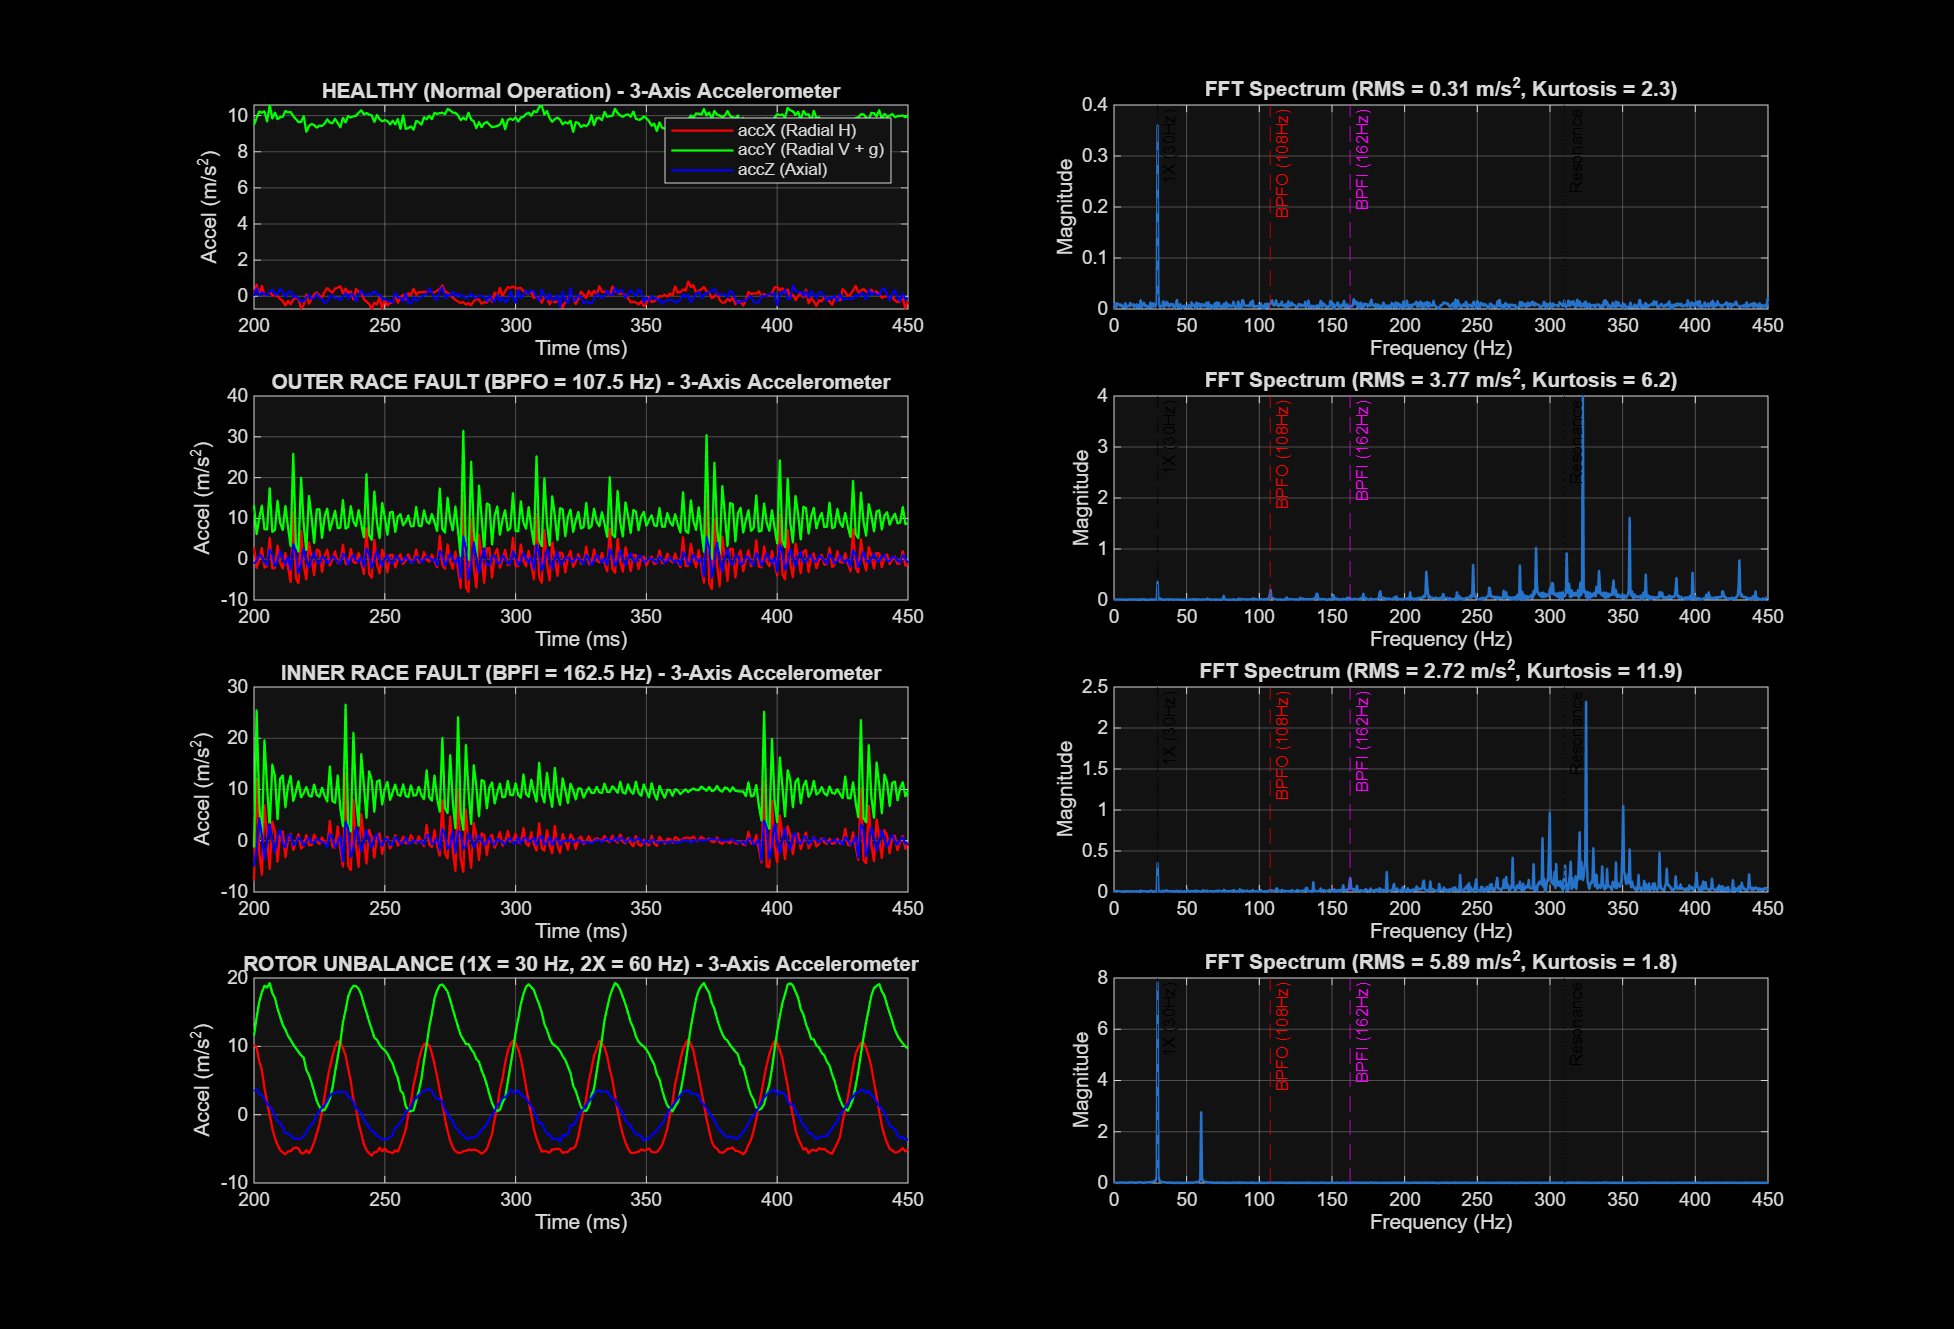 HEALTHY (Normal Operation) - 3-Axis Accelerometer
10
8
6
4
2
0
Accel (m/s²)
accX (Radial H)
accY (Radial V + g)
accZ (Axial)
200 250 300 350 400 450
Time (ms)
FFT Spectrum (RMS = 0.31 m/s², Kurtosis = 2.3)
0.4
0.3
0.2
0.1
0
Magnitude
1X (30Hz)
BPFO (108Hz)
BPFI (162Hz)
Resonance
0 50 100 150 200 250 300 350 400 450
Frequency (Hz)
OUTER RACE FAULT (BPFO = 107.5 Hz) - 3-Axis Accelerometer
40
30
20
10
0
-10
Accel (m/s²)
200 250 300 350 400 450
Time (ms)
FFT Spectrum (RMS = 3.77 m/s², Kurtosis = 6.2)
4
3
2
1
0
Magnitude
1X (30Hz)
BPFO (108Hz)
BPFI (162Hz)
Resonance
0 50 100 150 200 250 300 350 400 450
Frequency (Hz)
INNER RACE FAULT (BPFI = 162.5 Hz) - 3-Axis Accelerometer
30
20
10
0
-10
Accel (m/s²)
200 250 300 350 400 450
Time (ms)
FFT Spectrum (RMS = 2.72 m/s², Kurtosis = 11.9)
2.5
2
1.5
1
0.5
0
Magnitude
1X (30Hz)
BPFO (108Hz)
BPFI (162Hz)
Resonance
0 50 100 150 200 250 300 350 400 450
Frequency (Hz)
ROTOR UNBALANCE (1X = 30 Hz, 2X = 60 Hz) - 3-Axis Accelerometer
20
10
0
-10
Accel (m/s²)
200 250 300 350 400 450
Time (ms)
FFT Spectrum (RMS = 5.89 m/s², Kurtosis = 1.8)
8
6
4
2
0
Magnitude
1X (30Hz)
BPFO (108Hz)
BPFI (162Hz)
Resonance
0 50 100 150 200 250 300 350 400 450
Frequency (Hz)